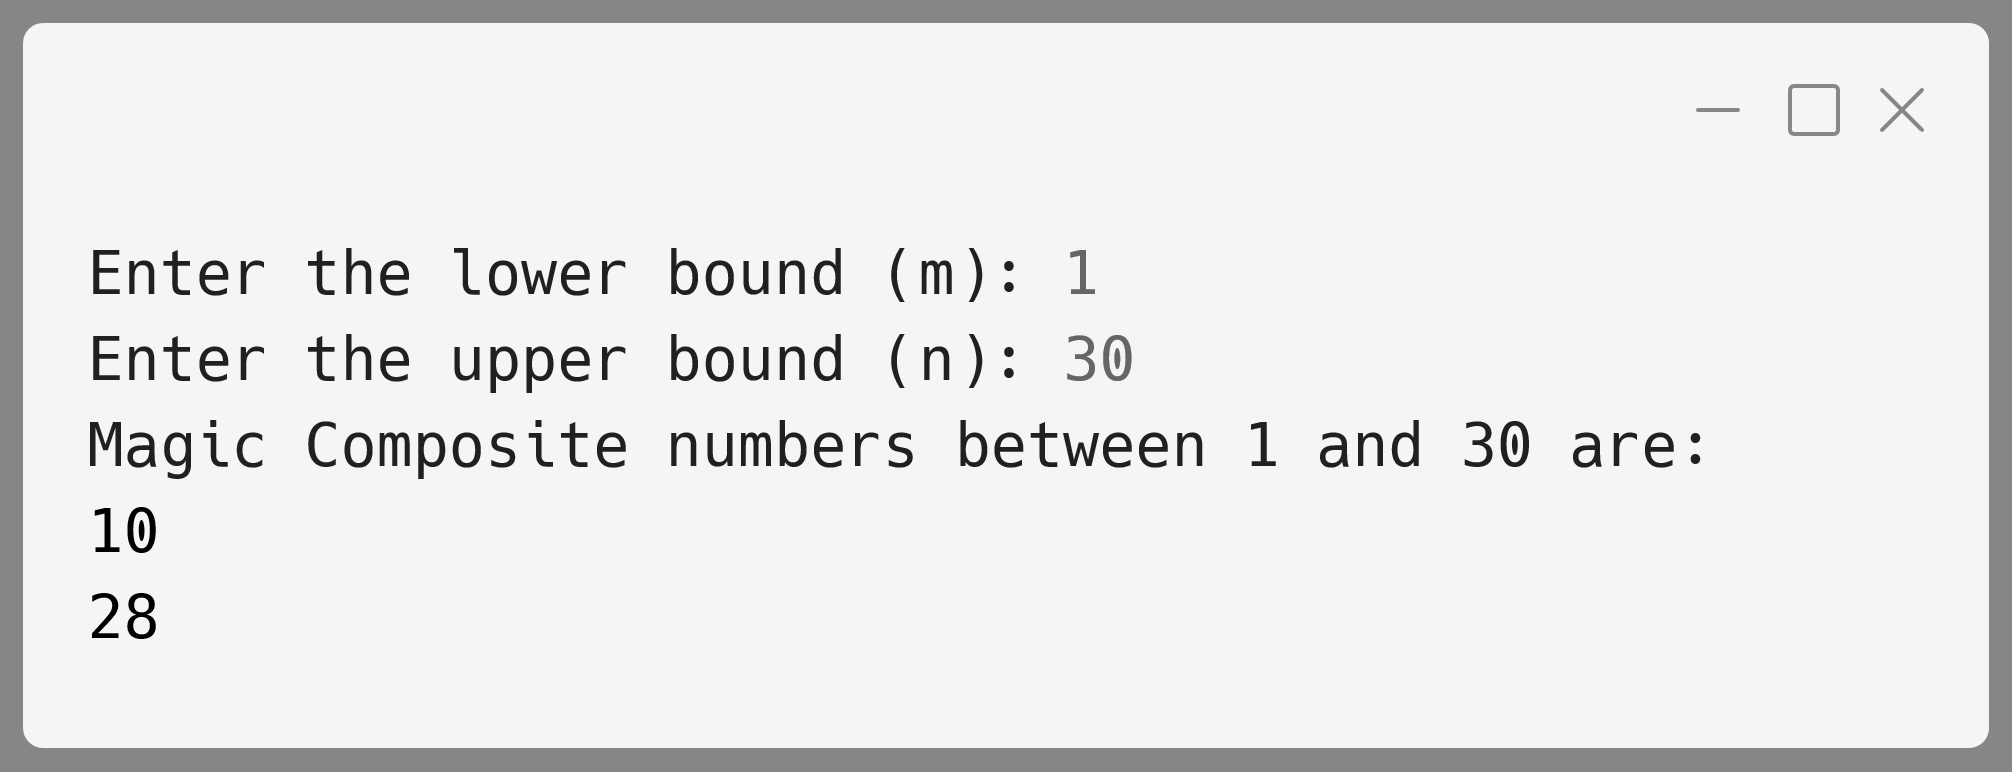 Enter the lower bound (m): 1
Enter the upper bound (n): 30
Magic Composite numbers between 1 and 30 are:
10
28